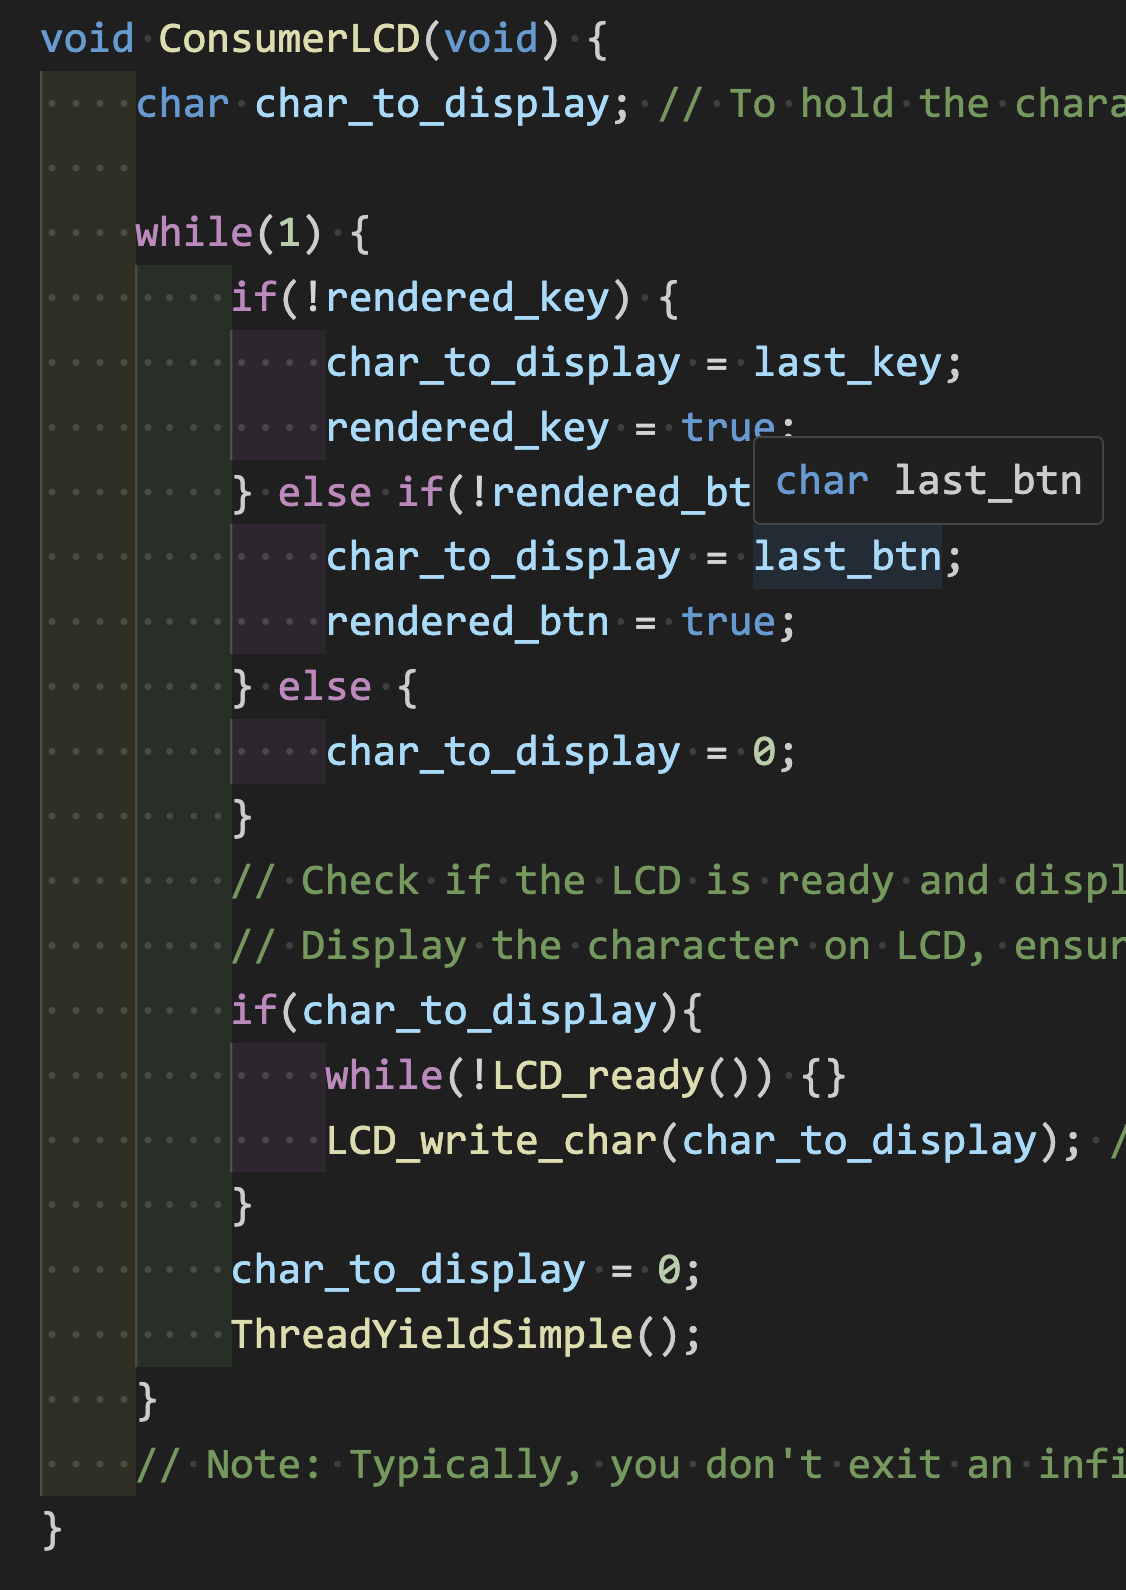 void ConsumerLCD(void) {
    char char_to_display; // To hold the chara

    while(1) {
        if(!rendered_key) {
            char_to_display = last_key;
            rendered_key = true;
char last_btn
        } else if(!rendered_bt
            char_to_display = last_btn;
            rendered_btn = true;
        } else {
            char_to_display = 0;
        }
        // Check if the LCD is ready and displ
        // Display the character on LCD, ensur
        if(char_to_display){
            while(!LCD_ready()) {}
            LCD_write_char(char_to_display); /
        }
        char_to_display = 0;
        ThreadYieldSimple();
    }
    // Note: Typically, you don't exit an infi
}